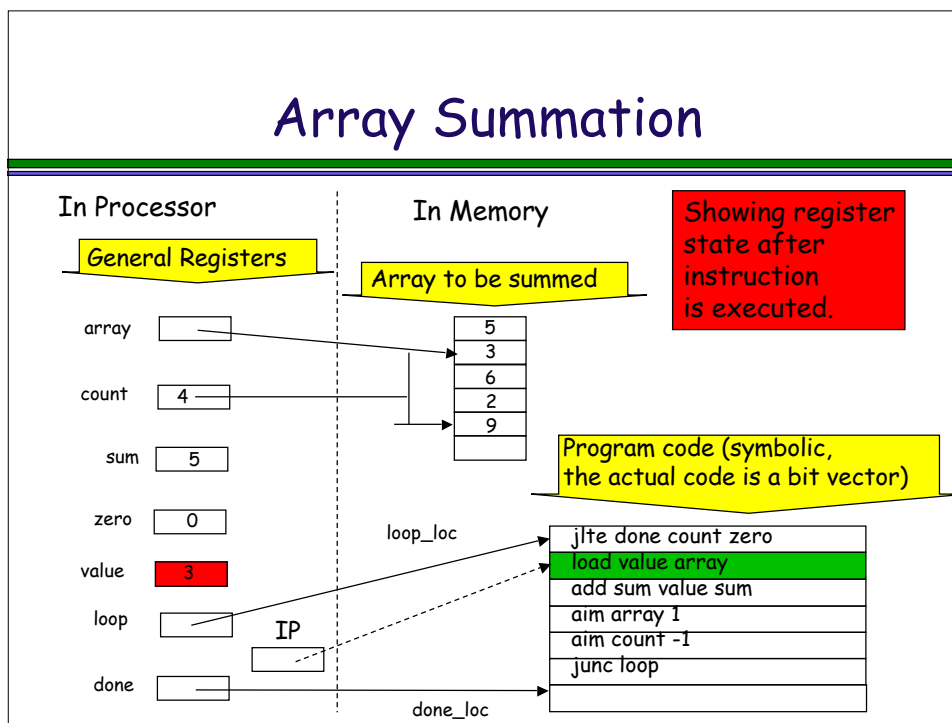 Array Summation
In Processor
In Memory
Showing register
state after
instruction
is executed.
General Registers
Array to be summed
array
5
3
6
2
9
count
4
sum
5
zero
0
value
3
loop
IP
done
loop_loc
done_loc
Program code (symbolic,
the actual code is a bit vector)
jlte done count zero
load value array
add sum value sum
aim array 1
aim count -1
junc loop